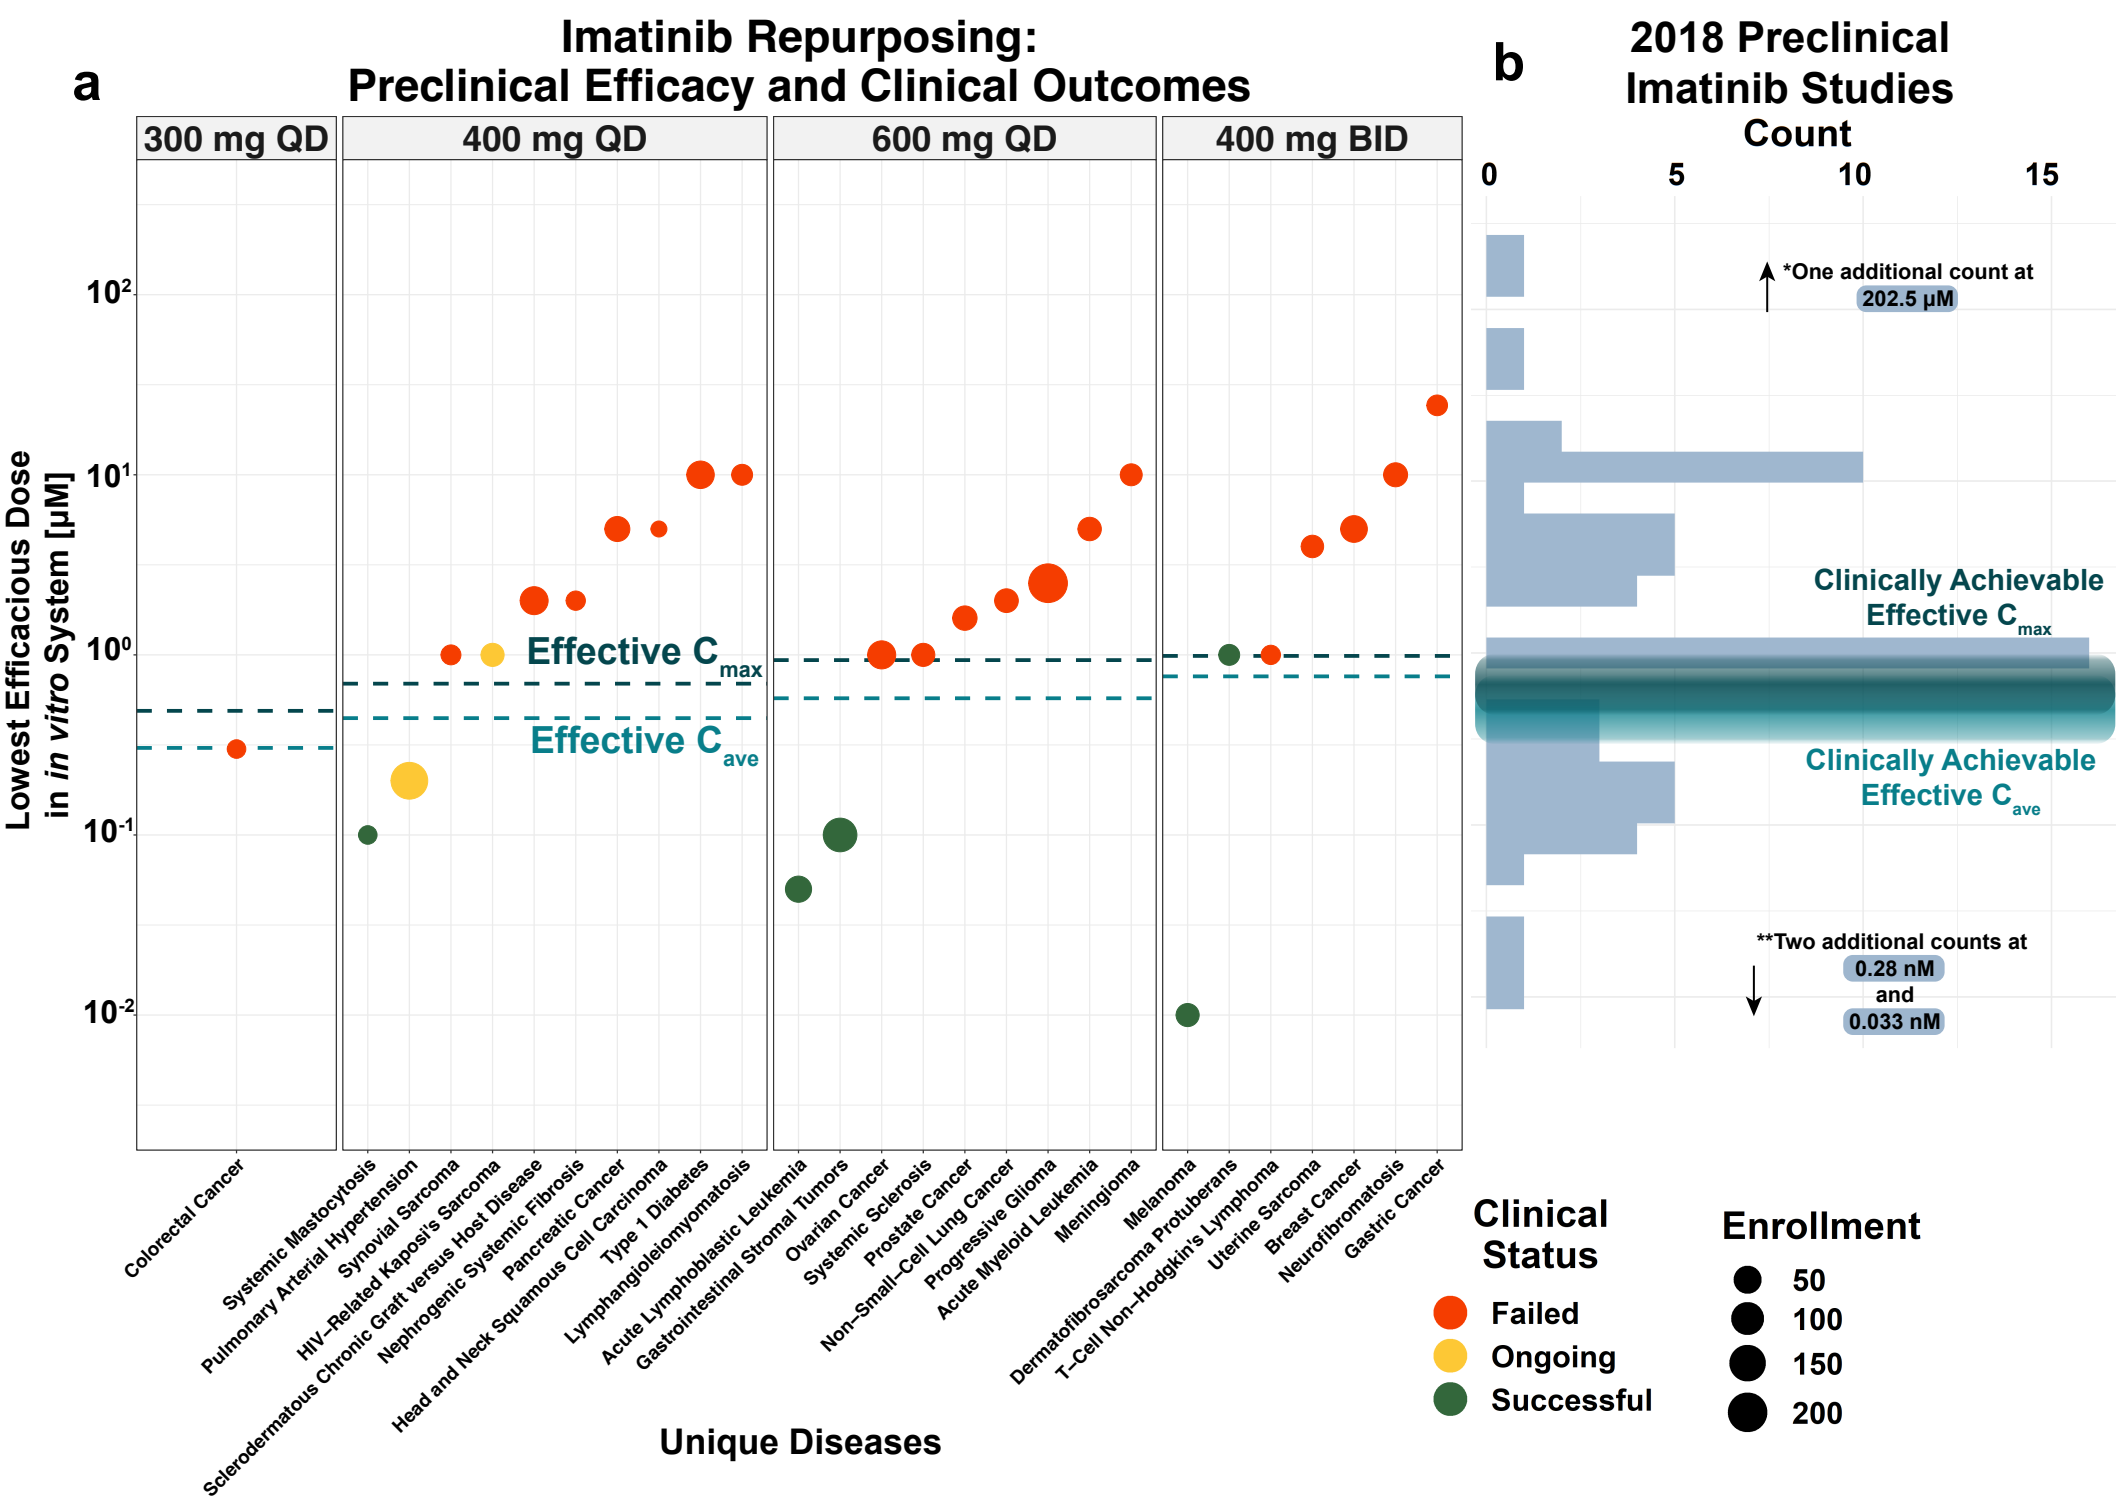 a
Imatinib Repurposing:
Preclinical Efficacy and Clinical Outcomes
300 mg QD
400 mg QD
600 mg QD
400 mg BID
Lowest Efficacious Dose
in in vitro System [µM]
10²
10¹
10⁰
10⁻¹
10⁻²
Effective Cmax
Effective Cave
Colorectal Cancer
Systemic Mastocytosis
Pulmonary Arterial Hypertension
Synovial Sarcoma
HIV−Related Kaposi's Sarcoma
Sclerodermatous Chronic Graft versus Host Disease
Nephrogenic Systemic Fibrosis
Pancreatic Cancer
Head and Neck Squamous Cell Carcinoma
Type 1 Diabetes
Lymphangioleiomyomatosis
Acute Lymphoblastic Leukemia
Gastrointestinal Stromal Tumors
Ovarian Cancer
Systemic Sclerosis
Prostate Cancer
Non−Small−Cell Lung Cancer
Progressive Glioma
Acute Myeloid Leukemia
Meningioma
Melanoma
Dermatofibrosarcoma Protuberans
T−Cell Non−Hodgkin's Lymphoma
Uterine Sarcoma
Breast Cancer
Neurofibromatosis
Gastric Cancer
Unique Diseases
b
2018 Preclinical
Imatinib Studies
Count
0 5 10 15
*One additional count at
202.5 µM
Clinically Achievable
Effective Cmax
Clinically Achievable
Effective Cave
**Two additional counts at
0.28 nM
and
0.033 nM
Clinical
Status
Failed
Ongoing
Successful
Enrollment
50
100
150
200